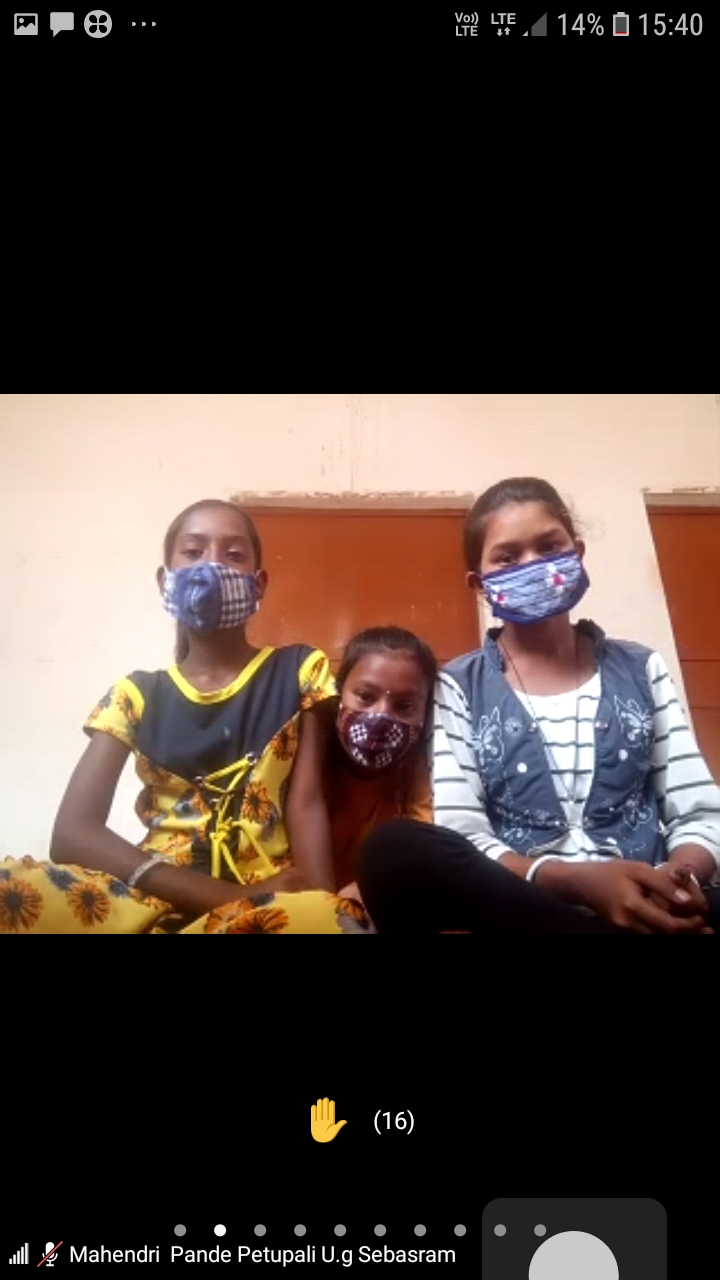 Vo)) LTE LTE 14% 15:40
(16)
Mahendri Pande Petupali U.g Sebasram